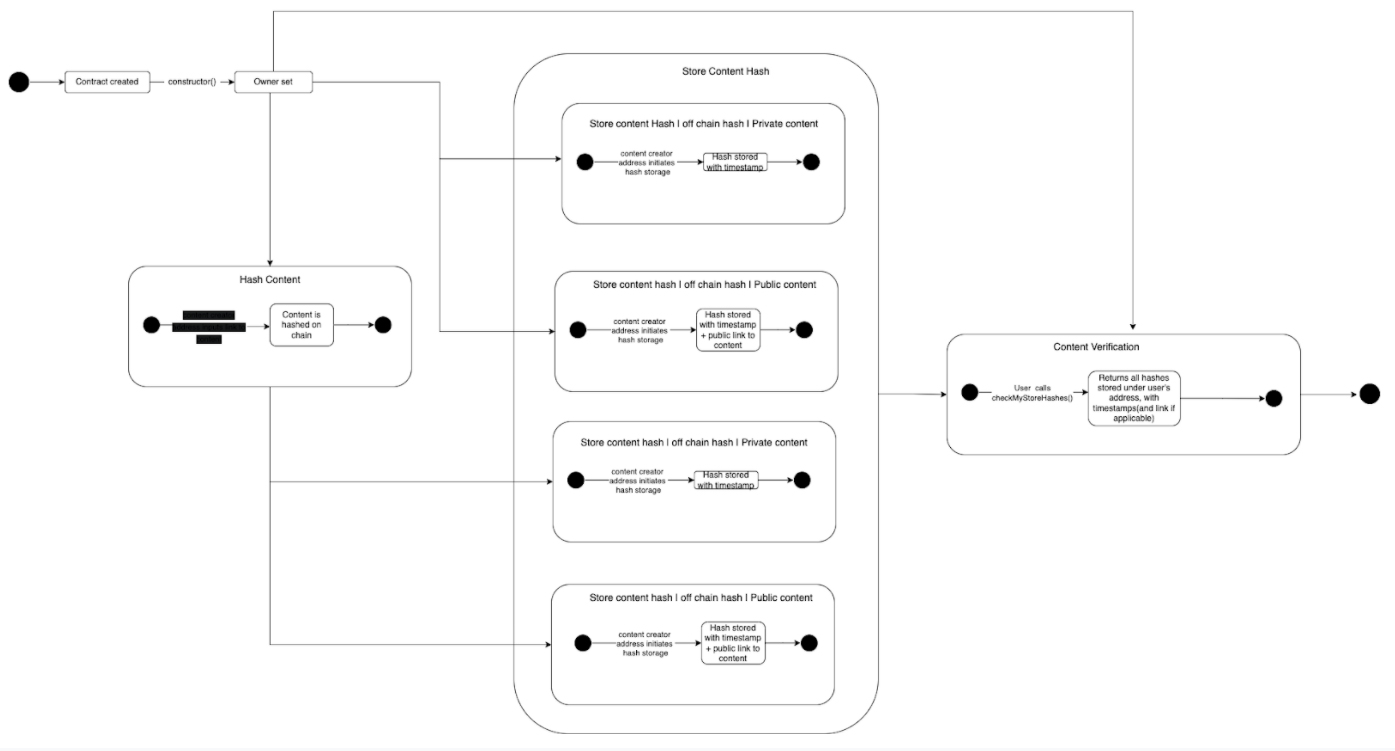 Contract created
constructor()
Owner set
Store Content Hash
Store content Hash | off chain hash | Private content
content creator
address initiates
hash storage
Hash stored
with timestamp
Hash Content
Content is
hashed on
chain
Store content hash | off chain hash | Public content
content creator
address initiates
hash storage
Hash stored
with timestamp
+ public link to
content
Content Verification
User calls
checkMyStoreHashes()
Returns all hashes
stored under user's
address, with
timestamps(and link if
applicable)
Store content hash | off chain hash | Private content
content creator
address initiates
hash storage
Hash stored
with timestamp
Store content hash | off chain hash | Public content
content creator
address initiates
hash storage
Hash stored
with timestamp
+ public link to
content